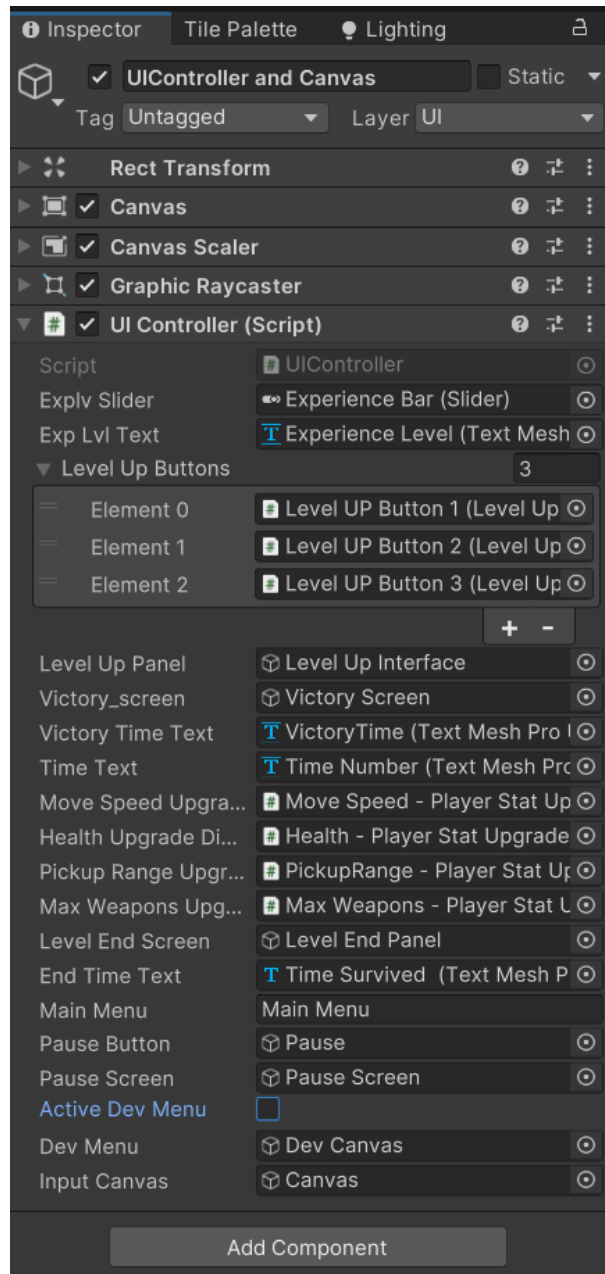 Inspector Tile Palette Lighting
UIController and Canvas Static
Tag Untagged Layer UI
Rect Transform
Canvas
Canvas Scaler
Graphic Raycaster
# UI Controller (Script)
Script # UIController
Explv Slider Experience Bar (Slider)
Exp Lvl Text T Experience Level (Text Mesh
Level Up Buttons 3
Element 0 # Level UP Button 1 (Level Up
Element 1 # Level UP Button 2 (Level Up
Element 2 # Level UP Button 3 (Level Up
+ -
Level Up Panel Level Up Interface
Victory_screen Victory Screen
Victory Time Text T VictoryTime (Text Mesh Pro
Time Text T Time Number (Text Mesh Pro
Move Speed Upgra... # Move Speed - Player Stat Up
Health Upgrade Di... # Health - Player Stat Upgrade
Pickup Range Upgr... # PickupRange - Player Stat Up
Max Weapons Upg... # Max Weapons - Player Stat U
Level End Screen Level End Panel
End Time Text T Time Survived (Text Mesh P
Main Menu Main Menu
Pause Button Pause
Pause Screen Pause Screen
Active Dev Menu
Dev Menu Dev Canvas
Input Canvas Canvas
Add Component